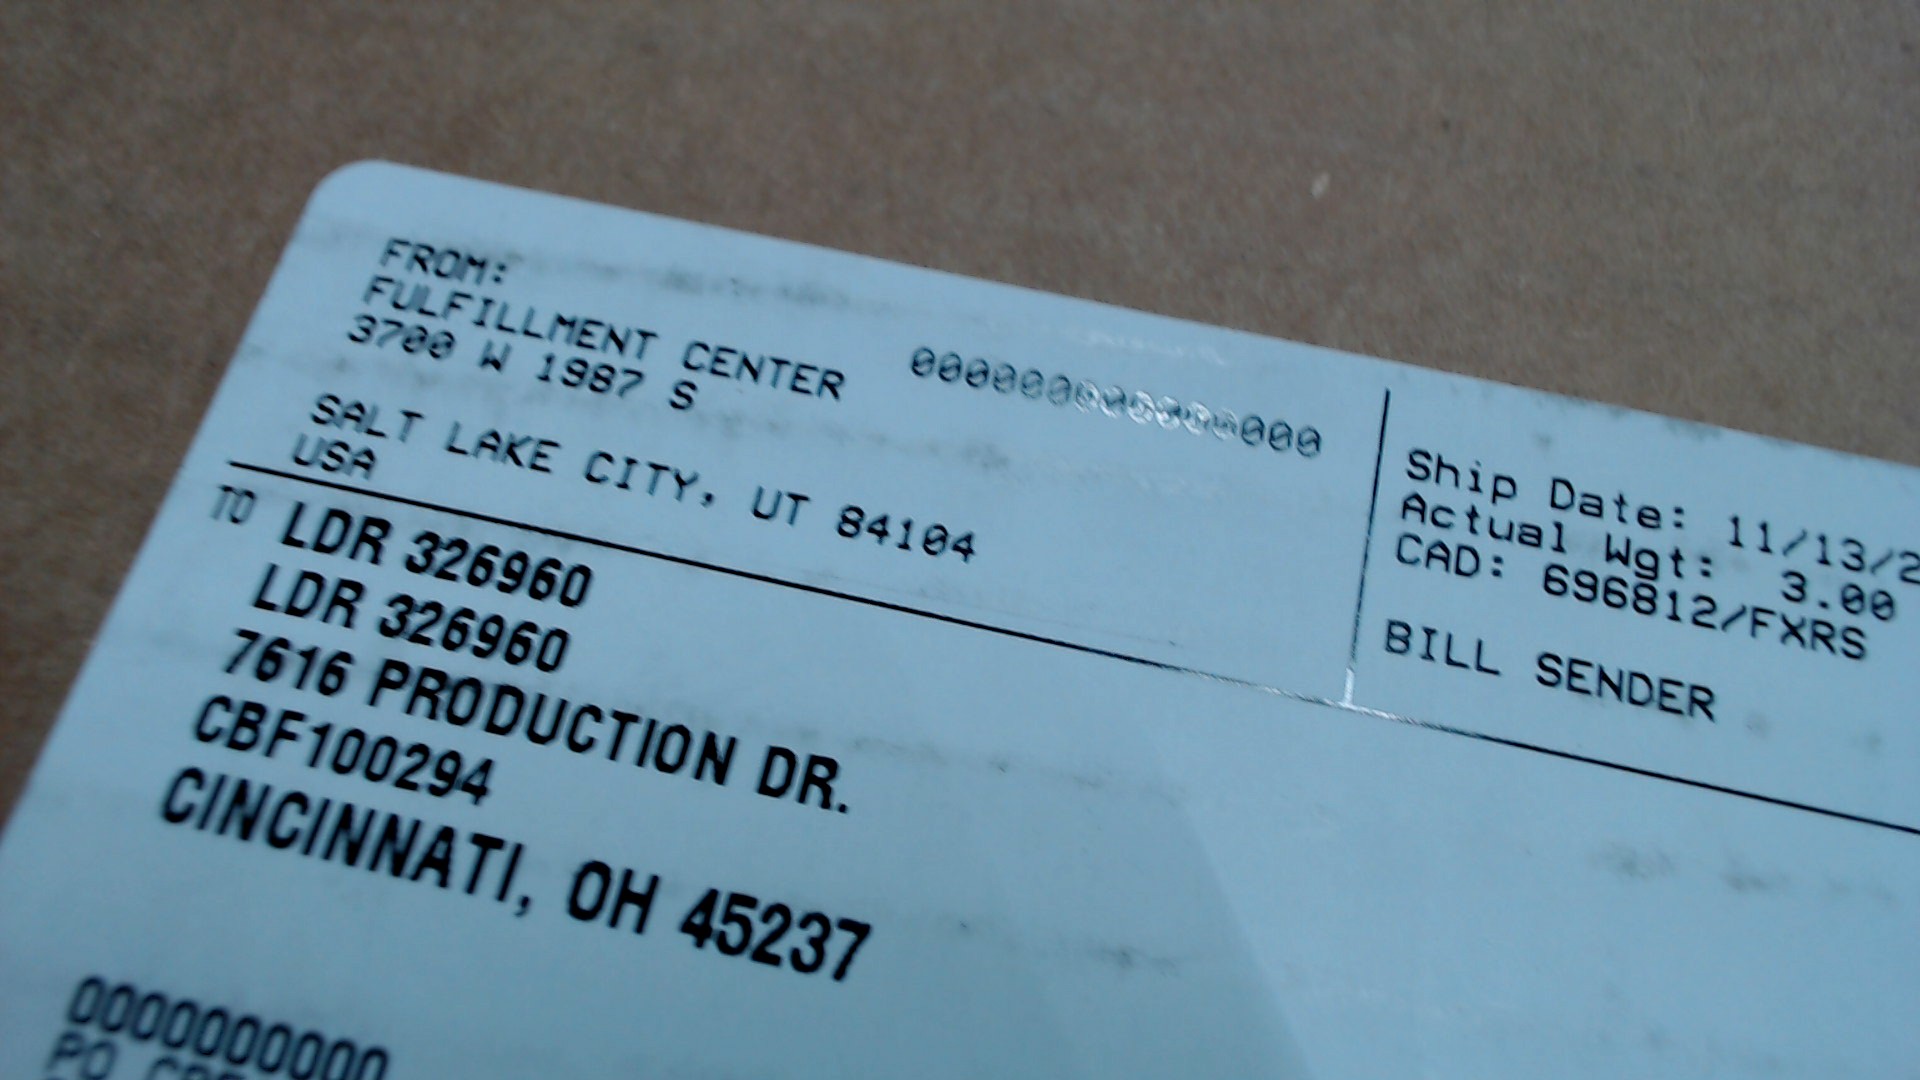 FROM:
FULFILLMENT CENTER
3700 W 1987 S
SALT LAKE CITY, UT 84104
USA
Ship Date: 11/13/2
Actual Wgt: 3.00
CAD: 696812/FXRS
BILL SENDER
TO LDR 326960
LDR 326960
7616 PRODUCTION DR.
CBF100294
CINCINNATI, OH 45237
0000000000
PO